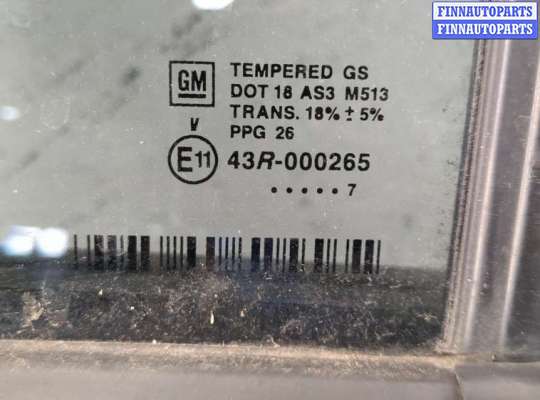 FINNAUTOPARTS
FINNAUTOPARTS
GM
TEMPERED GS
DOT 18 AS3 M513
TRANS. 18% ± 5%
PPG 26
V
E11 43R-000265
.....7